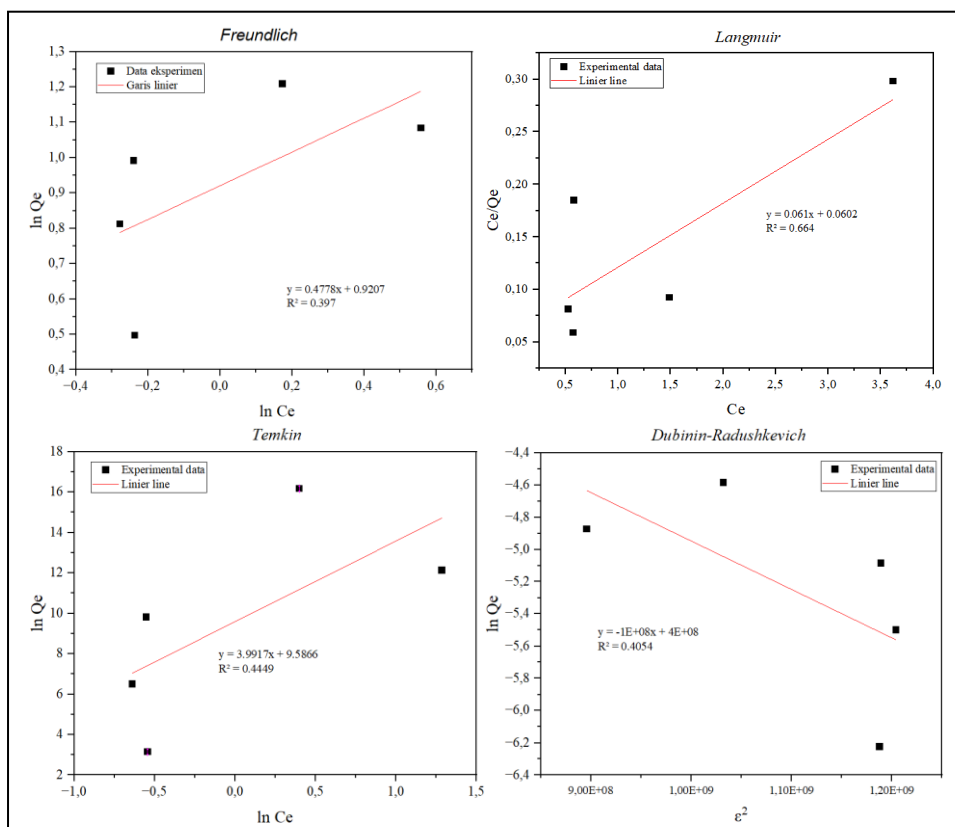 Freundlich
1,3
1,2
1,1
1,0
0,9
0,8
0,7
0,6
0,5
0,4
ln Qe
Data eksperimen
Garis linier
y = 0.4778x + 0.9207
R² = 0.397
−0,4
−0,2
0,0
0,2
0,4
0,6
ln Ce
Langmuir
0,30
0,25
0,20
0,15
0,10
0,05
Ce/Qe
Experimental data
Linier line
y = 0.061x + 0.0602
R² = 0.664
0,5
1,0
1,5
2,0
2,5
3,0
3,5
4,0
Ce
Temkin
18
16
14
12
10
8
6
4
2
ln Qe
Experimental data
Linier line
y = 3.9917x + 9.5866
R² = 0.4449
−1,0
−0,5
0,0
0,5
1,0
1,5
ln Ce
Dubinin-Radushkevich
−4,4
−4,6
−4,8
−5,0
−5,2
−5,4
−5,6
−5,8
−6,0
−6,2
−6,4
ln Qe
Experimental data
Linier line
y = -1E+08x + 4E+08
R² = 0.4054
9,00E+08
1,00E+09
1,10E+09
1,20E+09
ε²